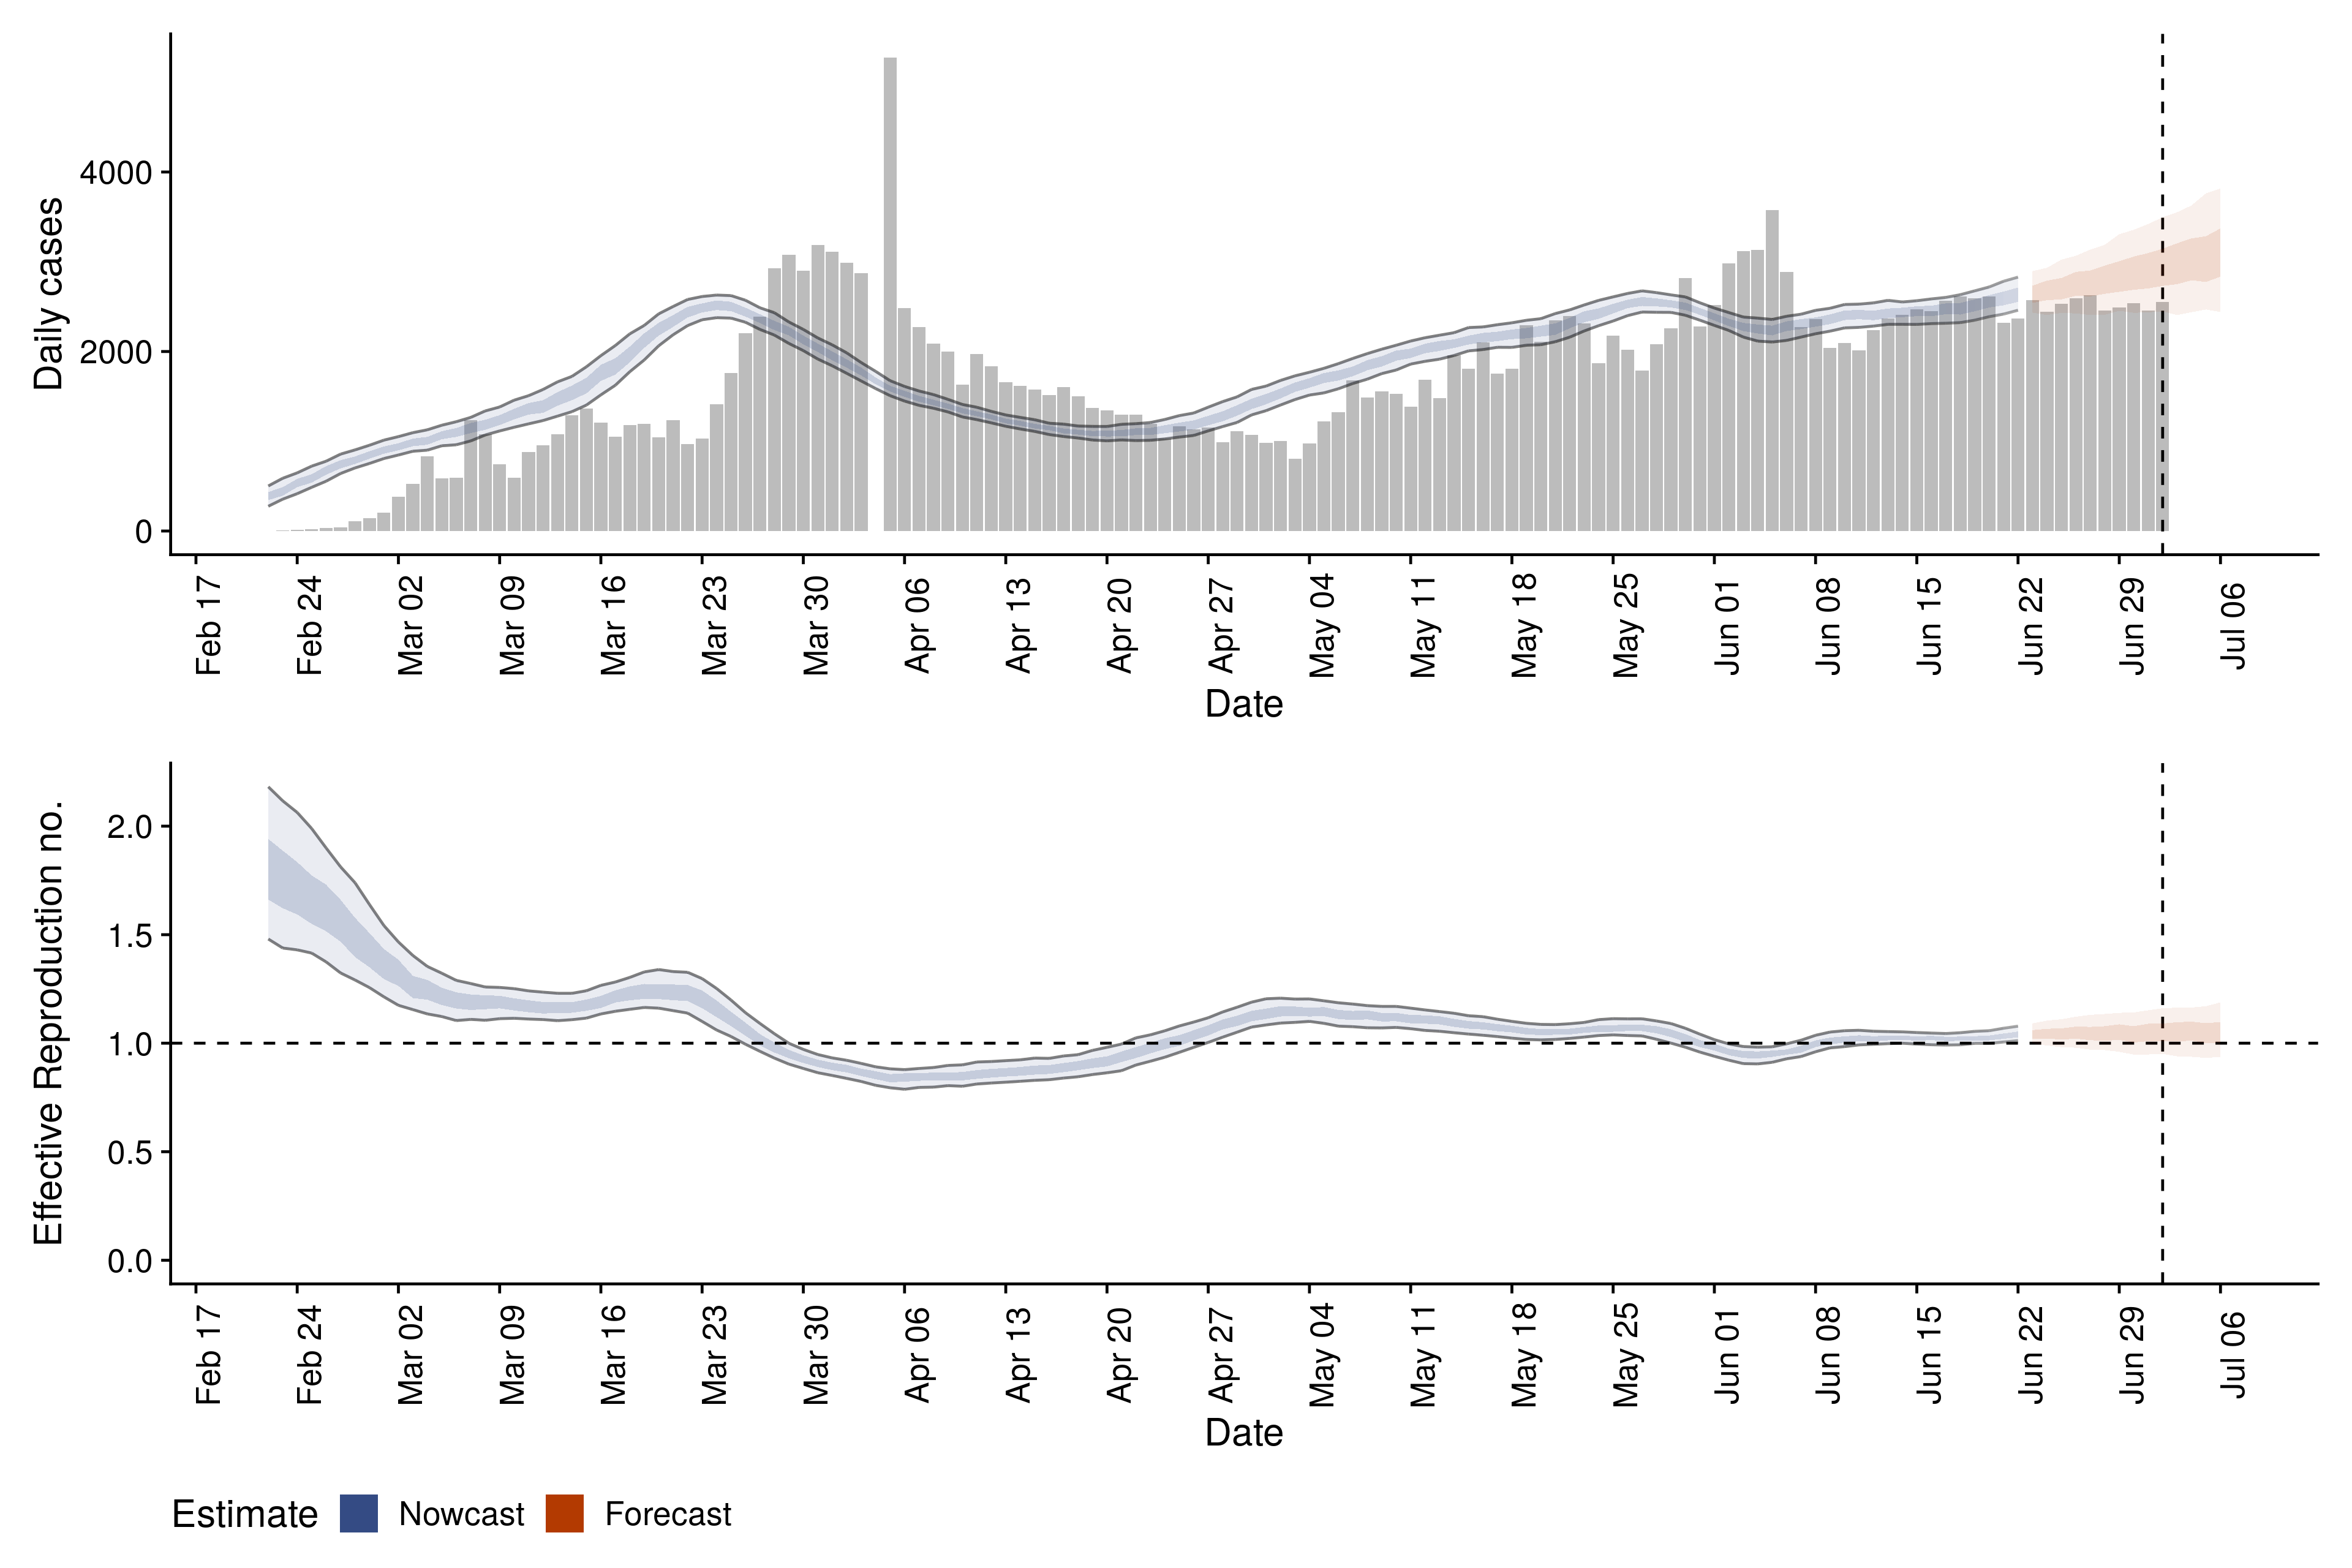 Daily cases
4000
2000
0
Feb 17 Feb 24 Mar 02 Mar 09 Mar 16 Mar 23 Mar 30 Apr 06 Apr 13 Apr 20 Apr 27 May 04 May 11 May 18 May 25 Jun 01 Jun 08 Jun 15 Jun 22 Jun 29 Jul 06
Date
Effective Reproduction no.
2.0
1.5
1.0
0.5
0.0
Feb 17 Feb 24 Mar 02 Mar 09 Mar 16 Mar 23 Mar 30 Apr 06 Apr 13 Apr 20 Apr 27 May 04 May 11 May 18 May 25 Jun 01 Jun 08 Jun 15 Jun 22 Jun 29 Jul 06
Date
Estimate Nowcast Forecast